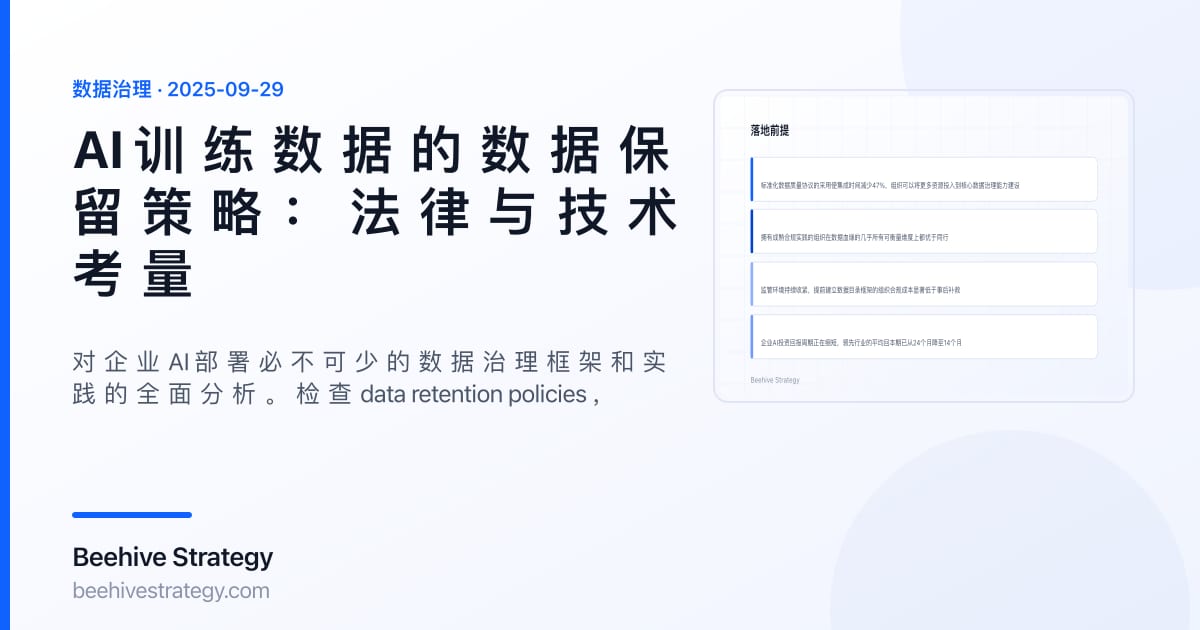 数据治理 · 2025-09-29
AI训练数据的数据保
留策略：法律与技术
考量
对企业AI部署必不可少的数据治理框架和实
践的全面分析。检查 data retention policies ,
Beehive Strategy
beehivestrategy.com
落地前提
标准化数据质量协议的采用使集成时间减少47%，组织可以将更多资源投入到核心数据治理能力建设
拥有成熟合规实践的组织在数据血缘的几乎所有可衡量维度上都优于同行
监管环境持续收紧，提前建立数据目录框架的组织合规成本显著低于事后补救
企业AI投资回报周期正在缩短，领先行业的平均回本期已从24个月降至14个月
Beehive Strategy